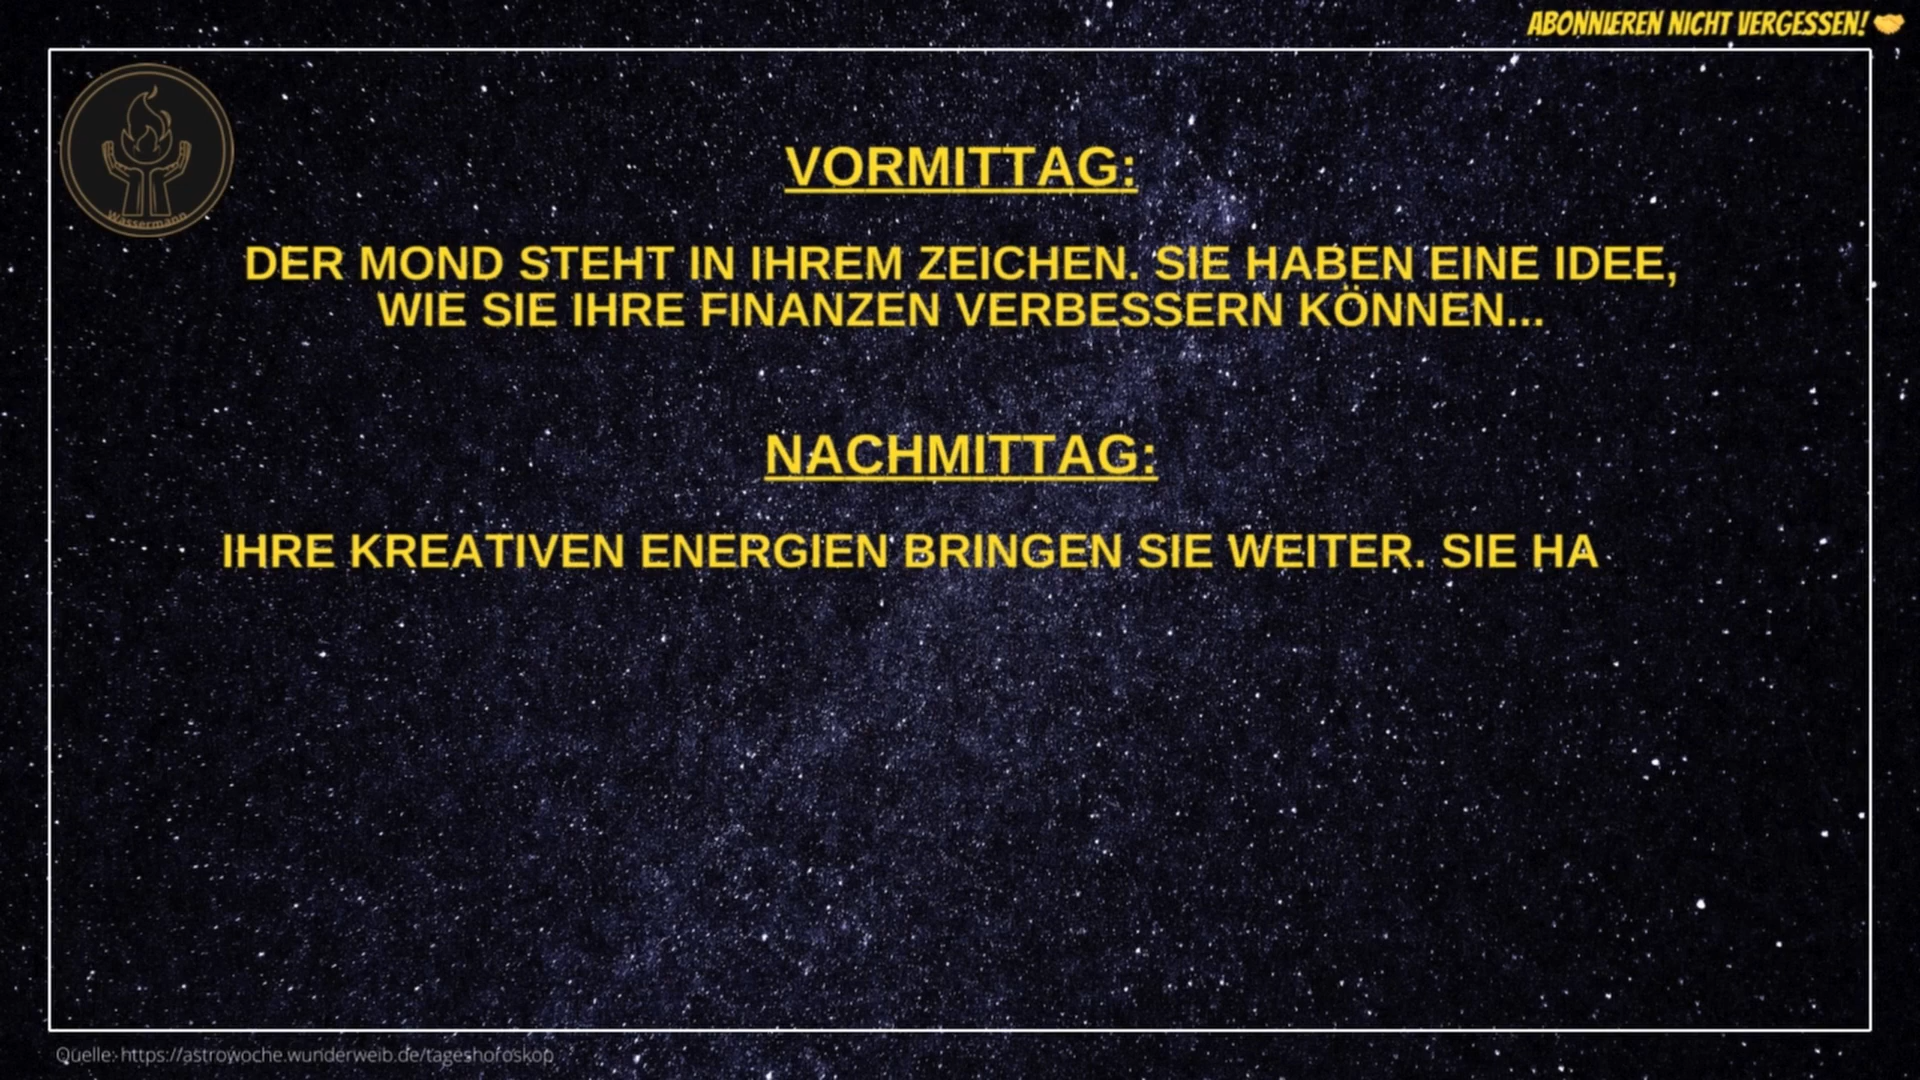 ABONNIEREN NICHT VERGESSEN!
Wassermann
VORMITTAG:
DER MOND STEHT IN IHREM ZEICHEN. SIE HABEN EINE IDEE,
WIE SIE IHRE FINANZEN VERBESSERN KÖNNEN...
NACHMITTAG:
IHRE KREATIVEN ENERGIEN BRINGEN SIE WEITER. SIE HA
Quelle: https://astrowoche.wunderweib.de/tageshoroskop